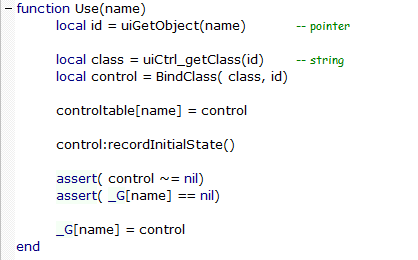 function Use(name)
local id = uiGetObject(name) -- pointer
local class = uiCtrl_getClass(id) -- string
local control = BindClass( class, id)
controltable[name] = control
control:recordInitialState()
assert( control ~= nil)
assert( _G[name] == nil)
_G[name] = control
end